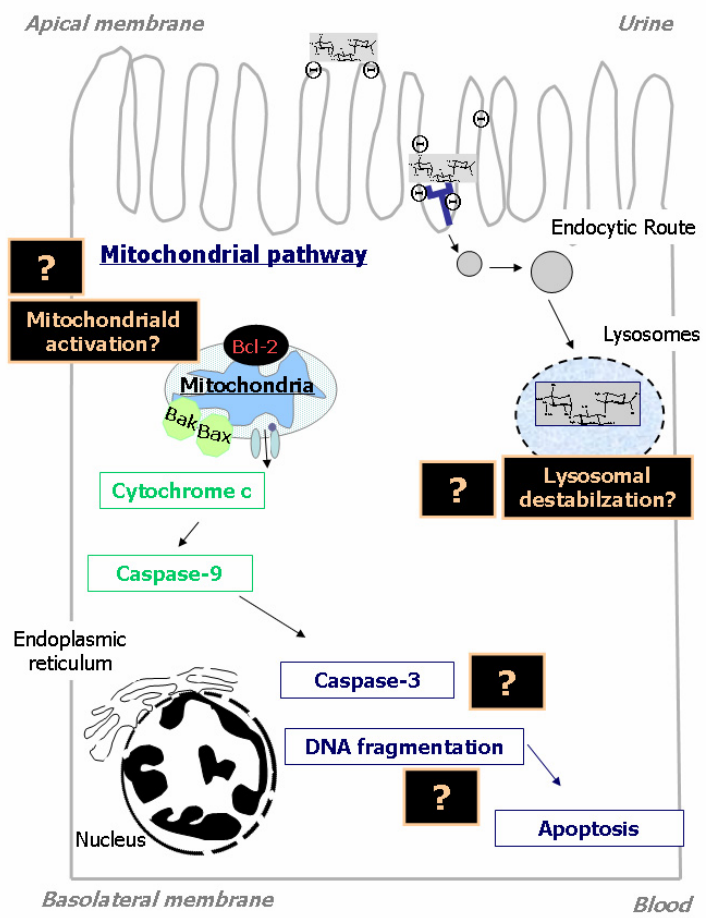 Apical membrane
Urine
Endocytic Route
?
Mitochondrial pathway
Mitochondriald
activation?
Bcl-2
Lysosomes
Mitochondria
Bak
Bax
?
Lysosomal
destabilzation?
Cytochrome c
Caspase-9
Endoplasmic
reticulum
Caspase-3
?
DNA fragmentation
?
Nucleus
Apoptosis
Basolateral membrane
Blood